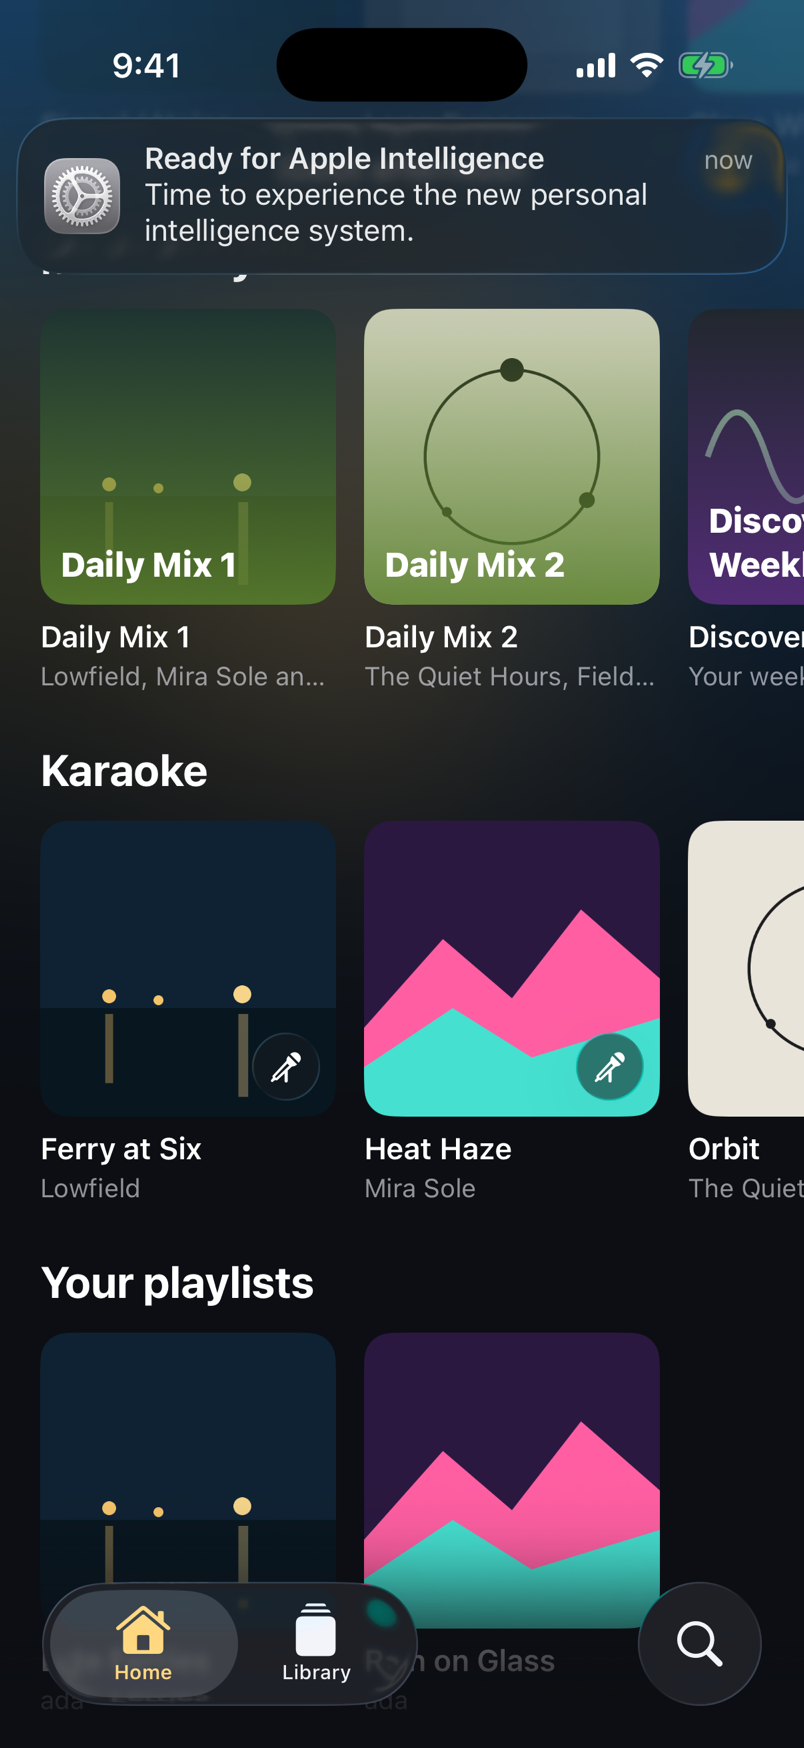 9:41
Ready for Apple Intelligence
now
Time to experience the new personal
intelligence system.
Daily Mix 1
Daily Mix 2
Disco
Weekl
Daily Mix 1
Daily Mix 2
Discover
Lowfield, Mira Sole an...
The Quiet Hours, Field...
Your week
Karaoke
Ferry at Six
Heat Haze
Orbit
Lowfield
Mira Sole
The Quiet
Your playlists
Home
Library
on Glass
ada
ada